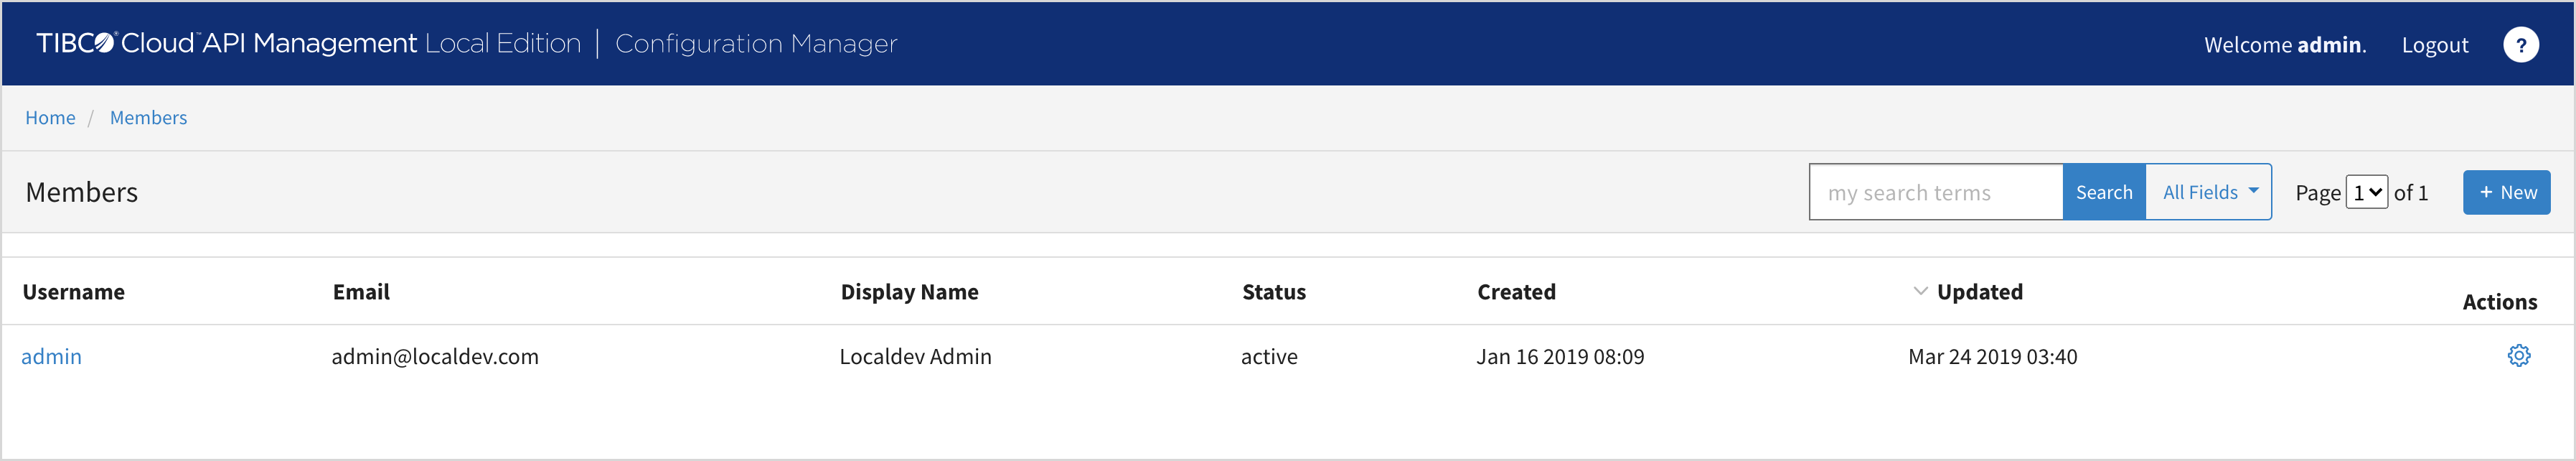 TIBCO® Cloud™ API Management Local Edition | Configuration Manager
Welcome admin. Logout ?
Home / Members
Members
my search terms Search All Fields Page 1 of 1 + New
Username Email Display Name Status Created Updated Actions
admin admin@localdev.com Localdev Admin active Jan 16 2019 08:09 Mar 24 2019 03:40